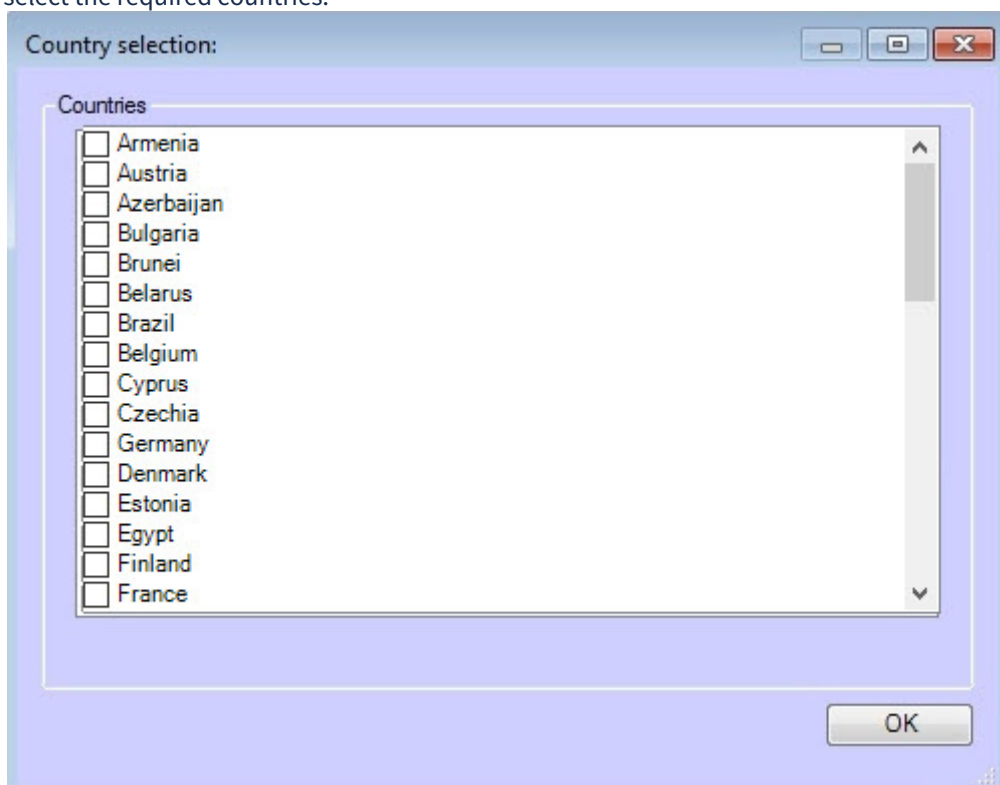 select the required countries.
Country selection:
Countries
Armenia
Austria
Azerbaijan
Bulgaria
Brunei
Belarus
Brazil
Belgium
Cyprus
Czechia
Germany
Denmark
Estonia
Egypt
Finland
France
OK